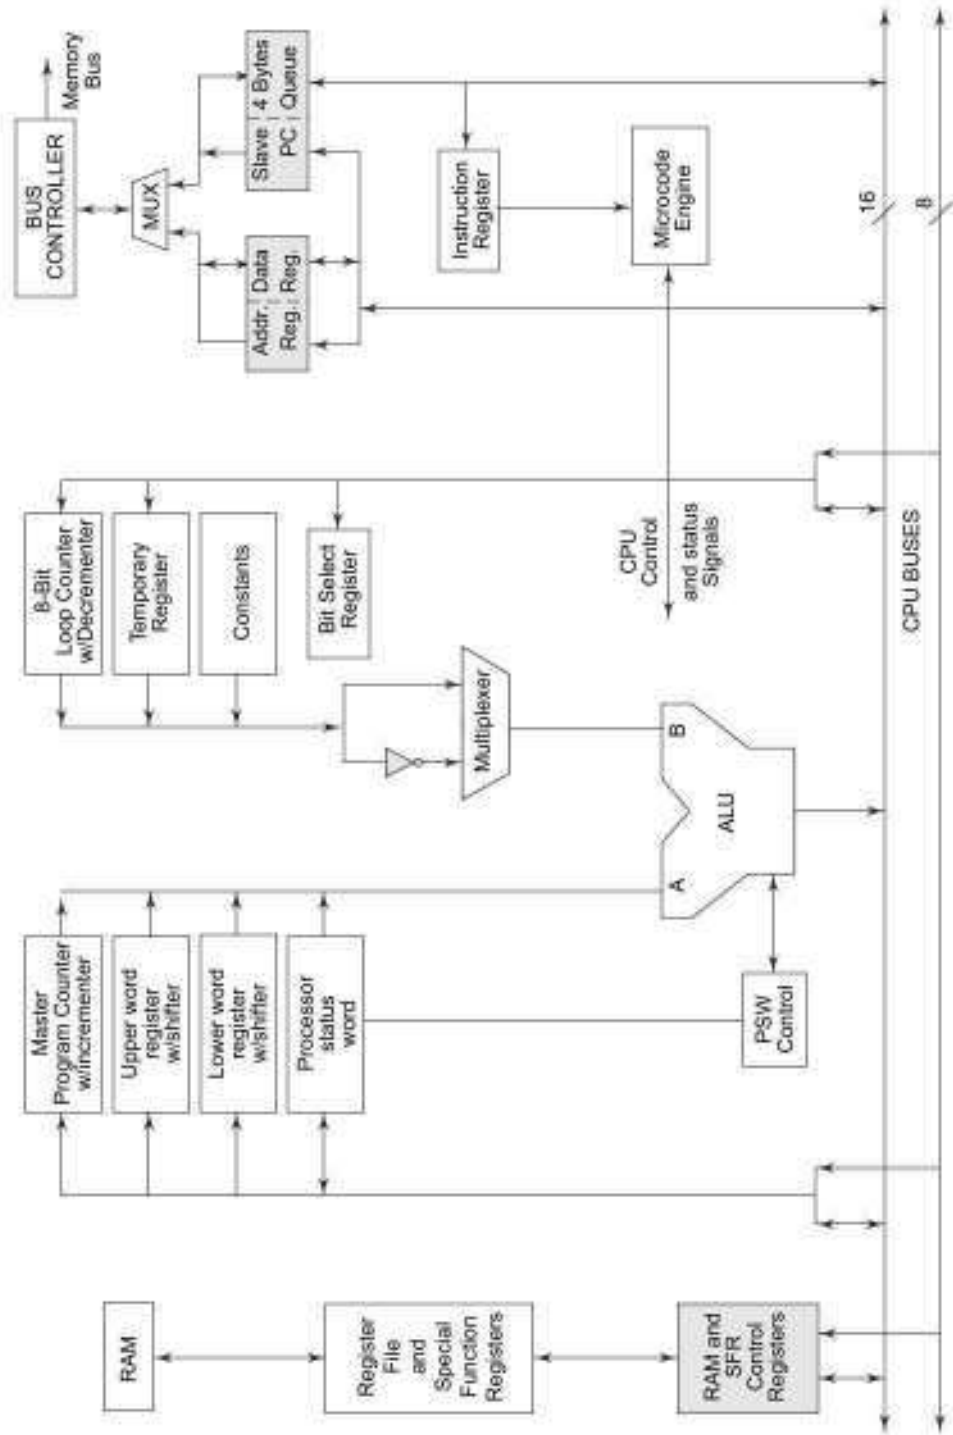 RAM
Register
File
and
Special
Function
Registers
RAM and
SFR
Control
Registers
Master
Program Counter
w/incrementer
Upper word
register
w/shifter
Lower word
register
w/shifter
Processor
status
word
PSW
Control
A
B
ALU
8-Bit
Loop Counter
w/Decrementer
Temporary
Register
Constants
Bit Select
Register
Multiplexer
CPU
Control
and status
Signals
CPU BUSES
BUS
CONTROLLER
Memory
Bus
MUX
Addr. Data
Reg. Reg.
Slave 4 Bytes
PC Queue
Instruction
Register
Microcode
Engine
16
8